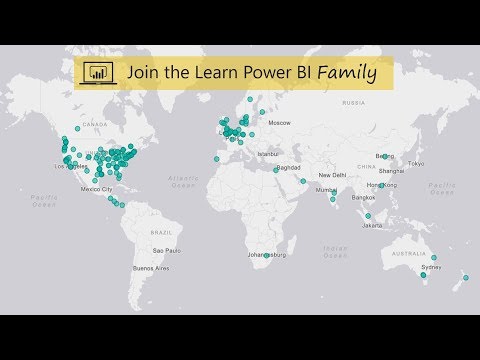 Join the Learn Power BI Family
RUSSIA
CANADA
Moscow
Istanbul
Beijing
Los Angeles
Tokyo
Baghdad
CHINA
Shanghai
Atlantic
Ocean
New Delhi
Pacific
Ocean
Mexico City
Mumbai
Hong Kong
Pacific
Ocean
Bangkok
BRAZIL
Jakarta
Indian
Ocean
Sao Paulo
Johannesburg
AUSTRALIA
Buenos Aires
Sydney